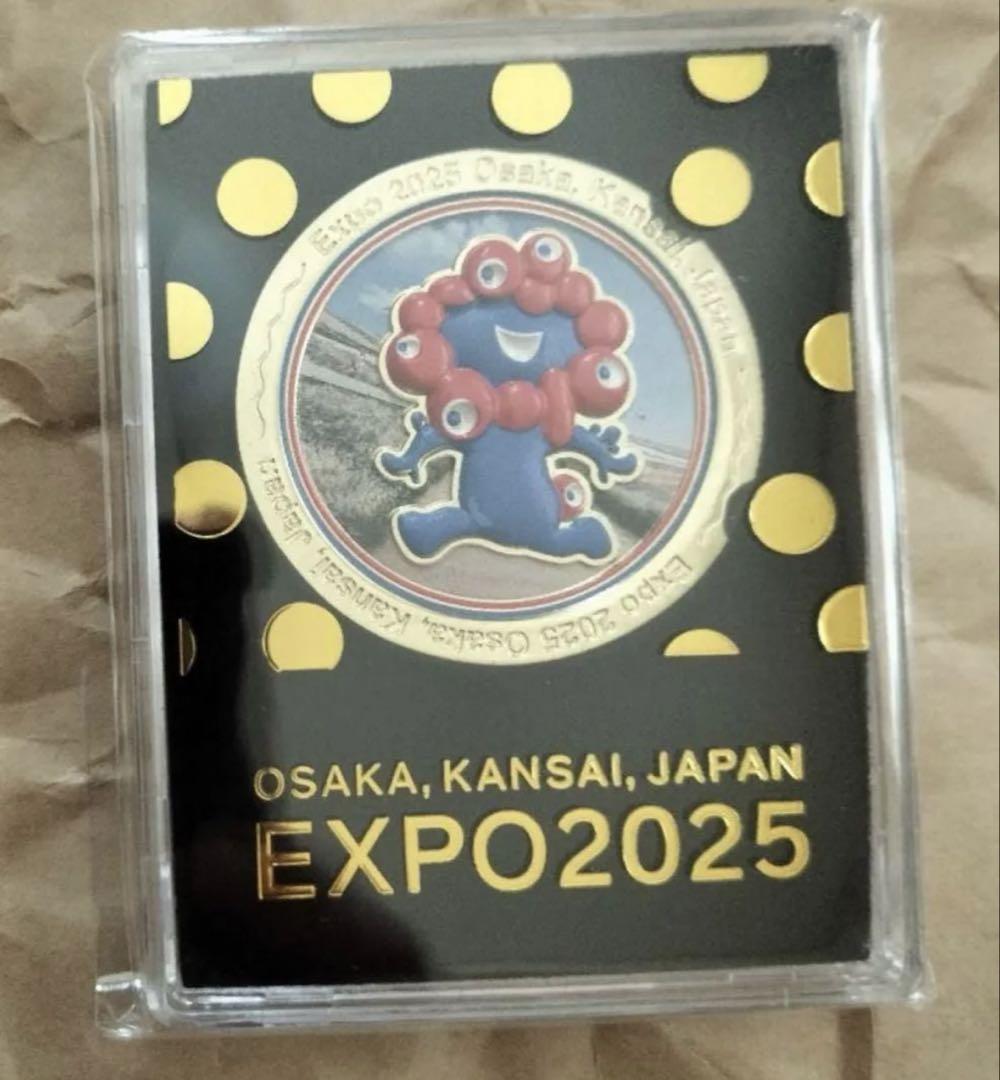 Expo 2025 Osaka, Kansai, Japan
Expo 2025 Osaka, Kansai, Japan
OSAKA, KANSAI, JAPAN
EXPO2025